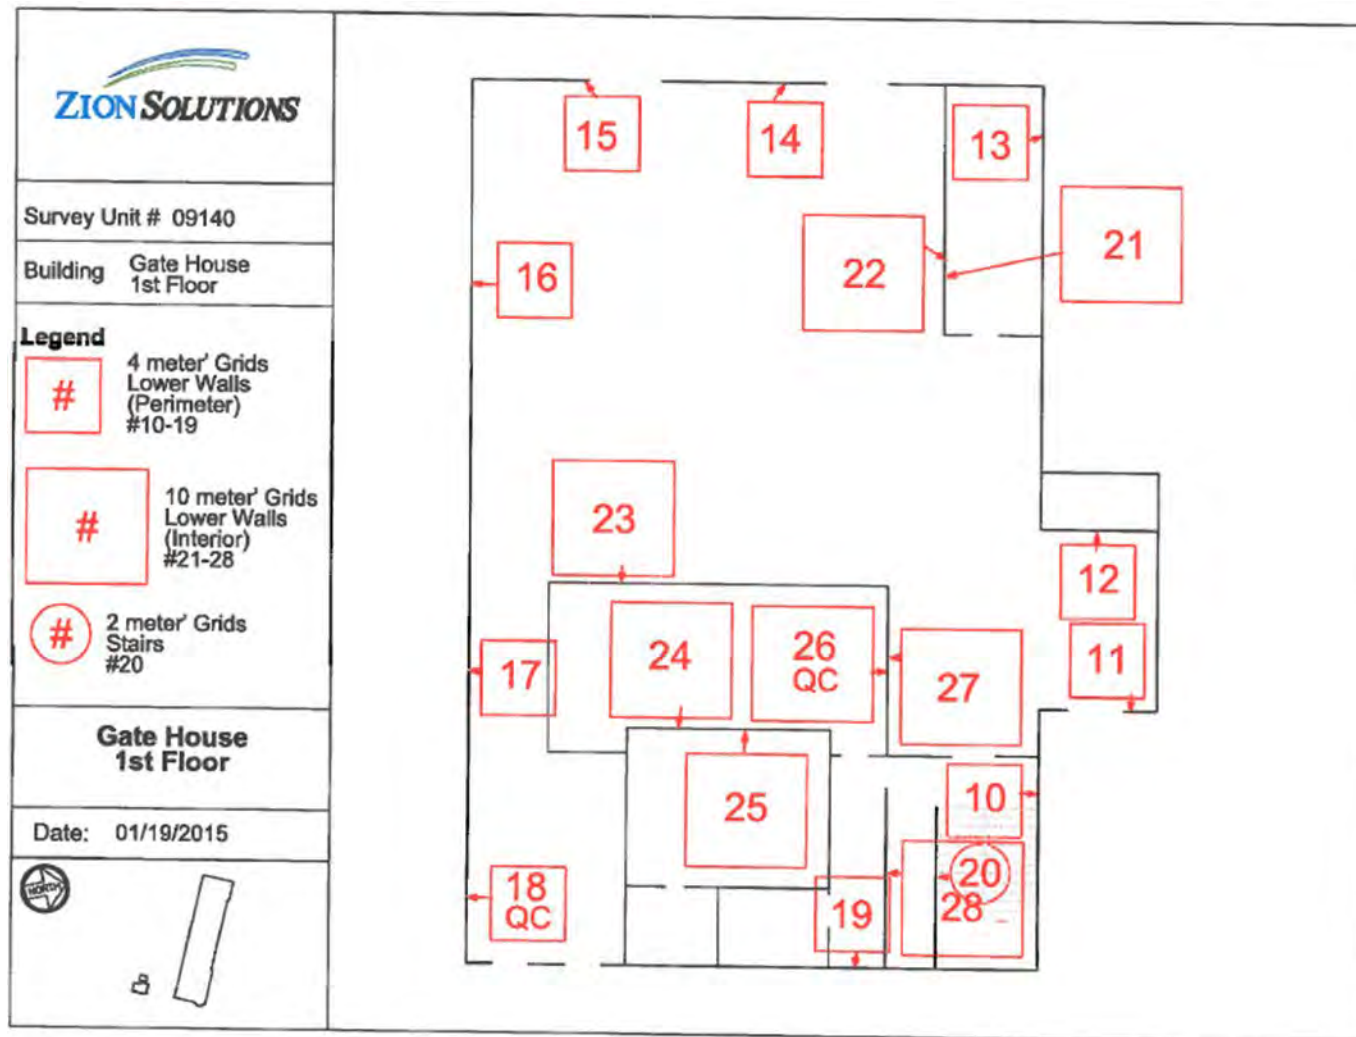 ZION SOLUTIONS
Survey Unit # 09140
Building Gate House
1st Floor
Legend
#
4 meter' Grids
Lower Walls
(Perimeter)
#10-19
#
10 meter' Grids
Lower Walls
(Interior)
#21-28
#
2 meter' Grids
Stairs
#20
Gate House
1st Floor
Date: 01/19/2015
NORTH
15
14
13
22
21
16
23
12
11
17
24
26
QC
27
25
10
20
28
18
QC
19